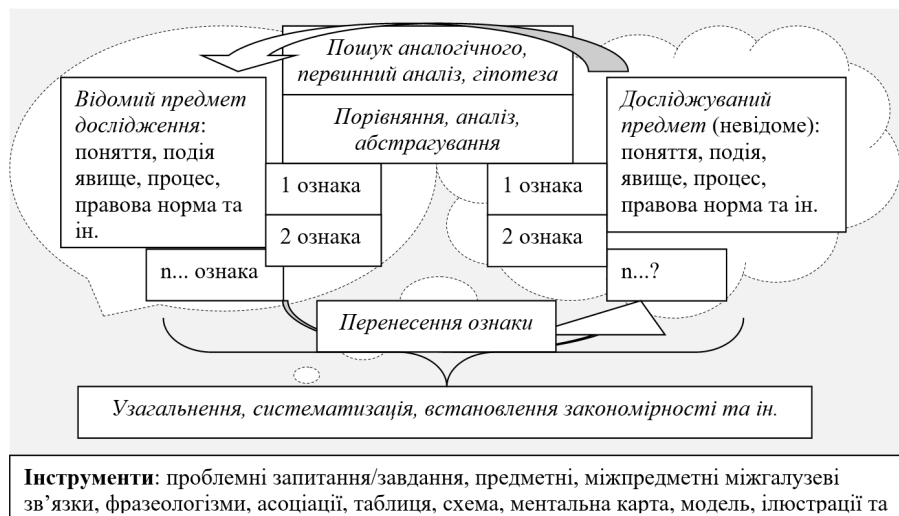 Пошук аналогічного,
первинний аналіз, гіпотеза
Відомий предмет
дослідження:
поняття, подія
явище, процес,
правова норма та
ін.
Порівняння, аналіз,
абстрагування
Досліджуваний
предмет (невідоме):
поняття, подія,
явище, процес,
правова норма та ін.
1 ознака
1 ознака
2 ознака
2 ознака
n... ознака
n...?
Перенесення ознаки
Узагальнення, систематизація, встановлення закономірності та ін.
Інструменти: проблемні запитання/завдання, предметні, міжпредметні міжгалузеві
зв’язки, фразеологізми, асоціації, таблиця, схема, ментальна карта, модель, ілюстрації та